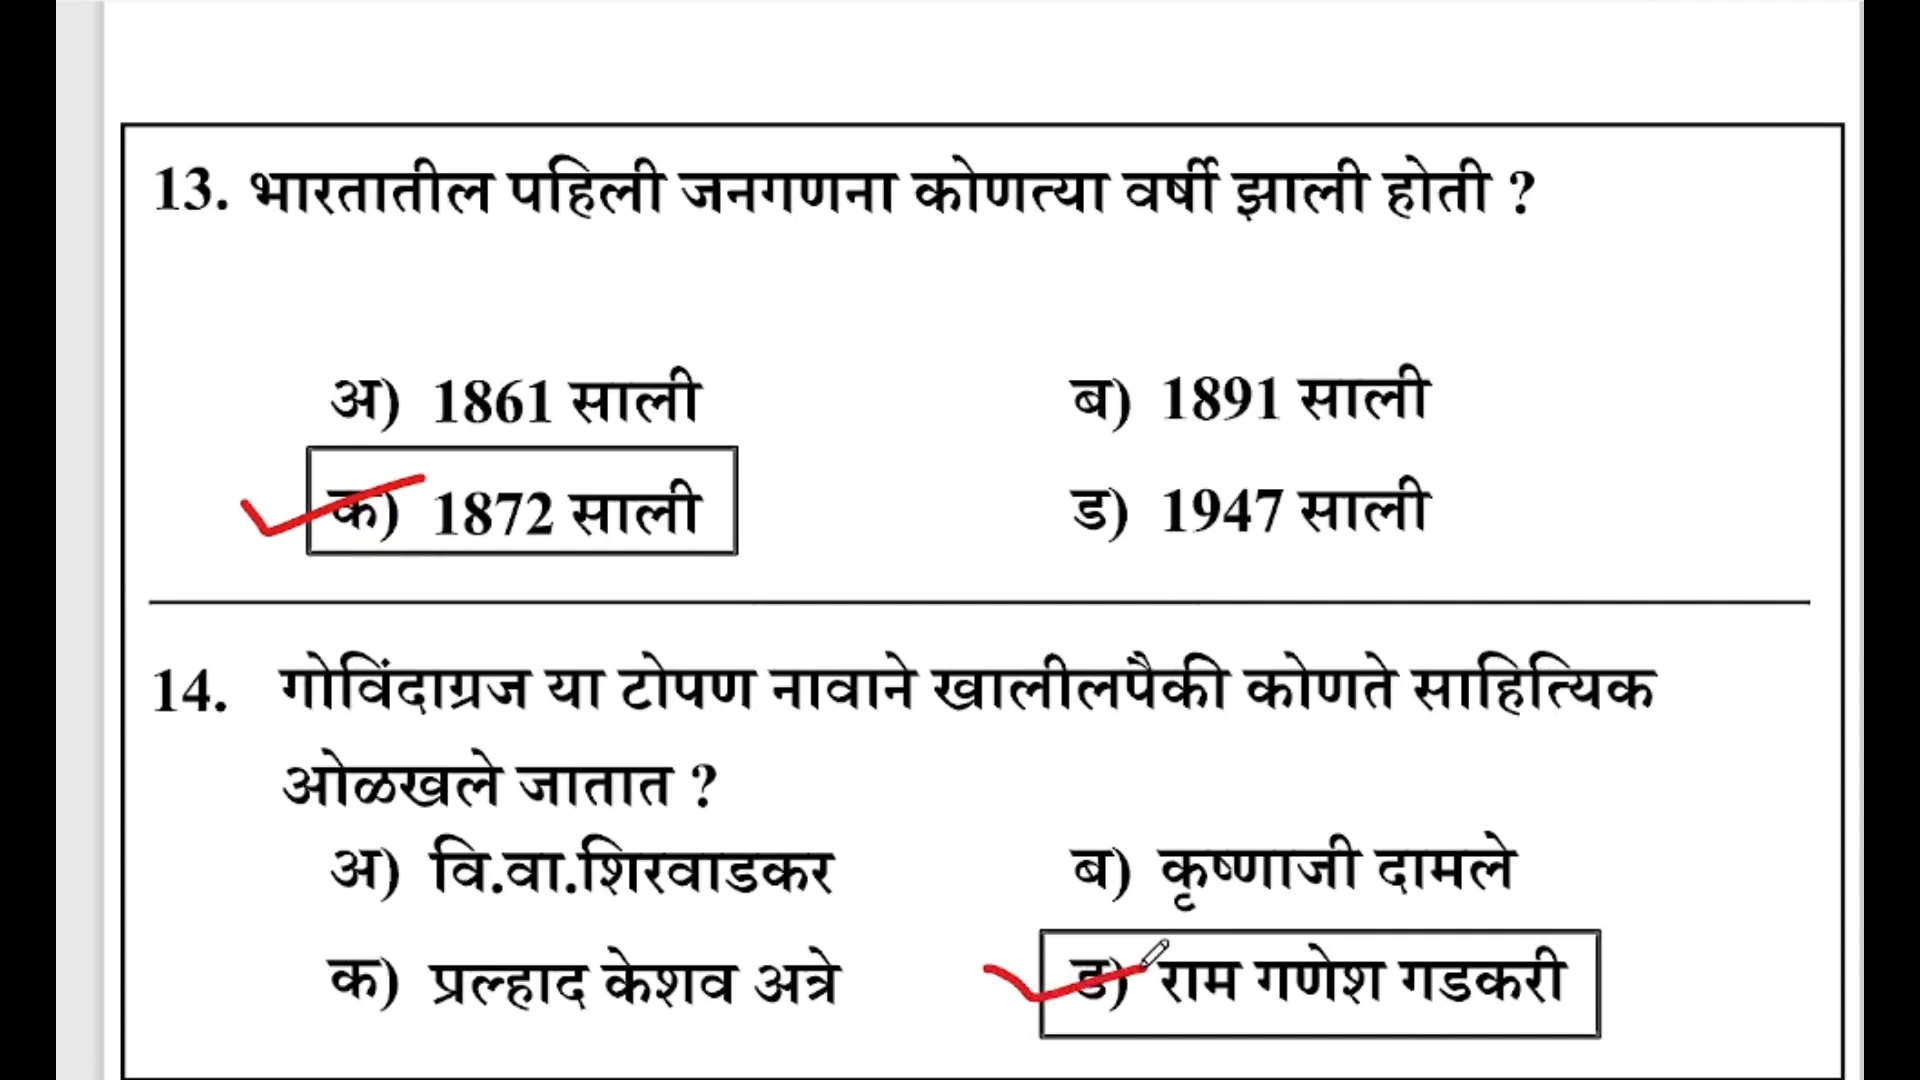 13. भारतातील पहिली जनगणना कोणत्या वर्षी झाली होती ?
अ) 1861 साली ब) 1891 साली
क) 1872 साली ड) 1947 साली
14. गोविंदाग्रज या टोपण नावाने खालीलपैकी कोणते साहित्यिक
ओळखले जातात ?
अ) वि.वा.शिरवाडकर ब) कृष्णाजी दामले
क) प्रल्हाद केशव अत्रे ड) राम गणेश गडकरी